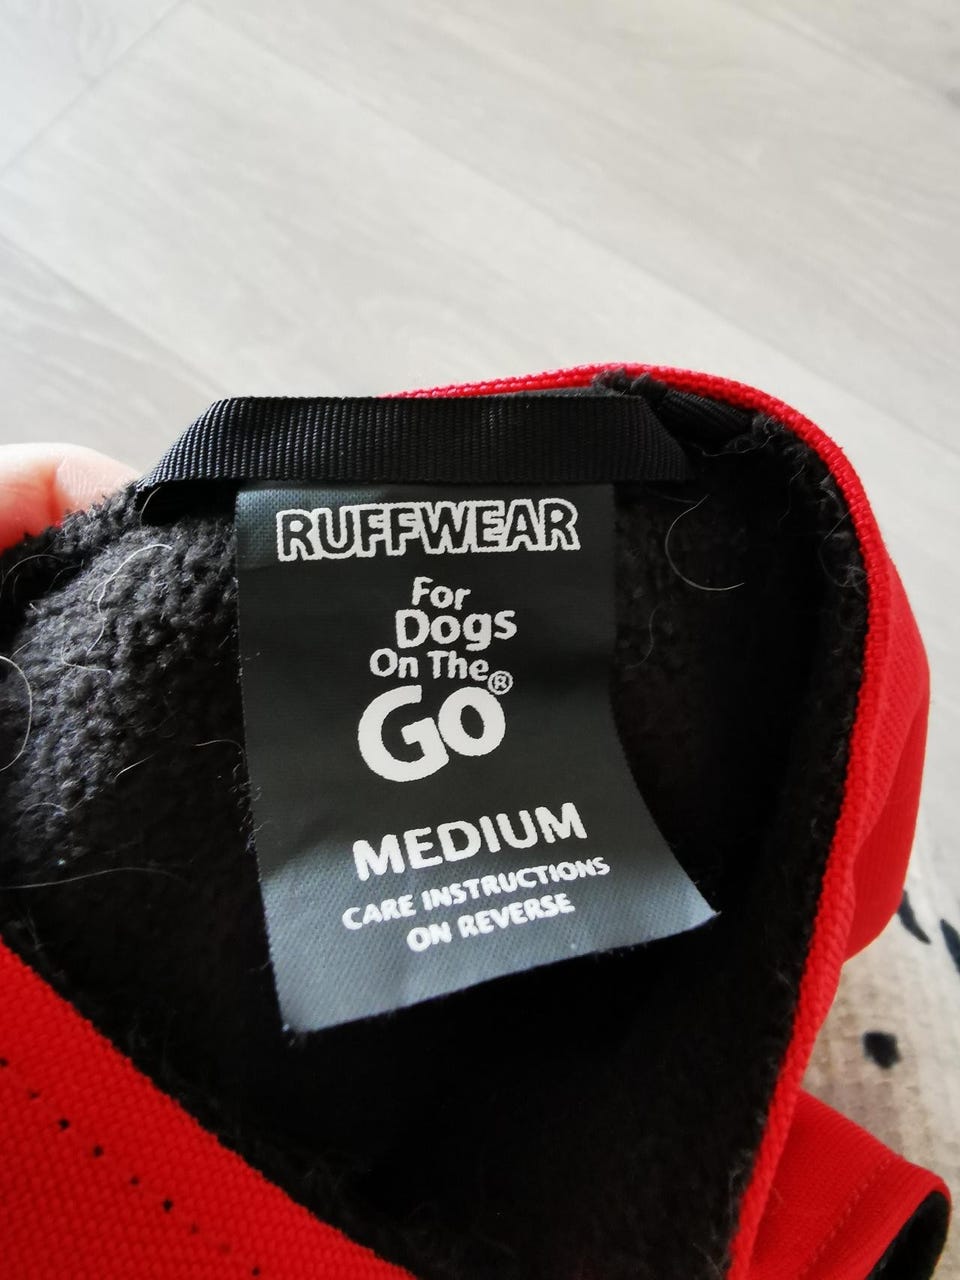 RUFFWEAR
For
Dogs
On The
Go®
MEDIUM
CARE INSTRUCTIONS
ON REVERSE